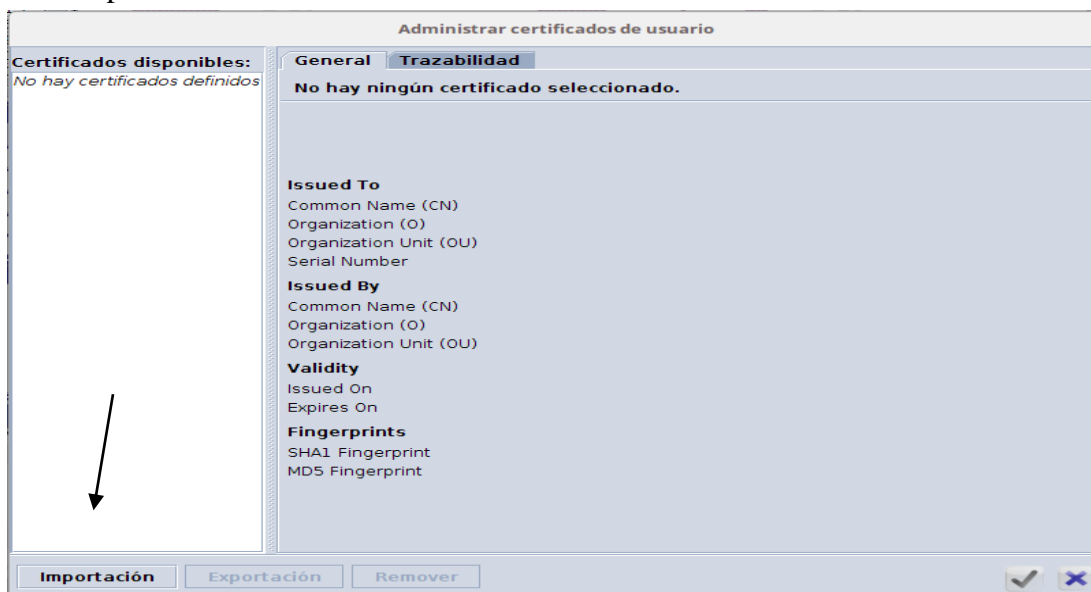 Administrar certificados de usuario
Certificados disponibles:
No hay certificados definidos
General
Trazabilidad
No hay ningún certificado seleccionado.
Issued To
Common Name (CN)
Organization (O)
Organization Unit (OU)
Serial Number
Issued By
Common Name (CN)
Organization (O)
Organization Unit (OU)
Validity
Issued On
Expires On
Fingerprints
SHA1 Fingerprint
MD5 Fingerprint
Importación
Exportación
Remover